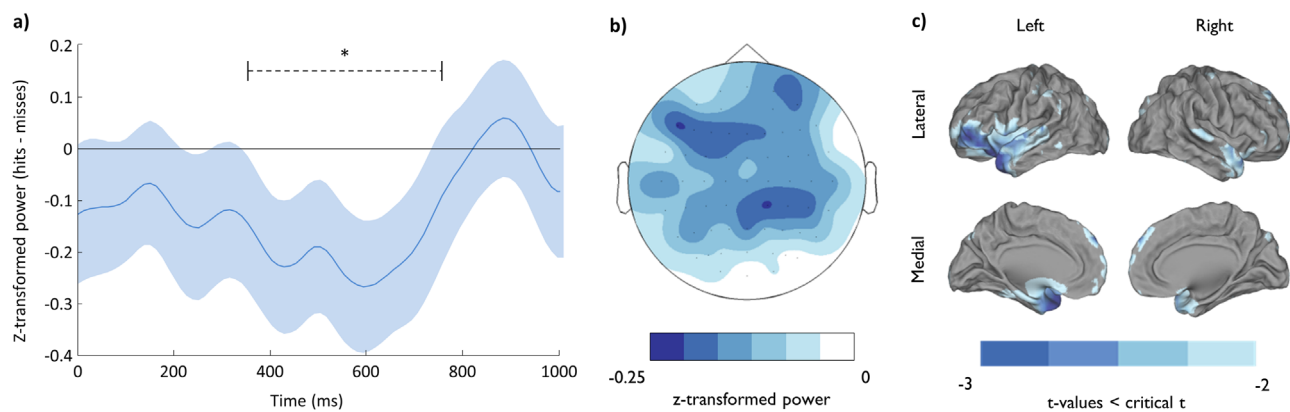 a)
Z-transformed power (hits - misses)
0.2
0.1
0
-0.1
-0.2
-0.3
-0.4
*
0
200
400
600
800
1000
Time (ms)
b)
-0.25
0
z-transformed power
c)
Left
Right
Lateral
Medial
-3
-2
t-values < critical t